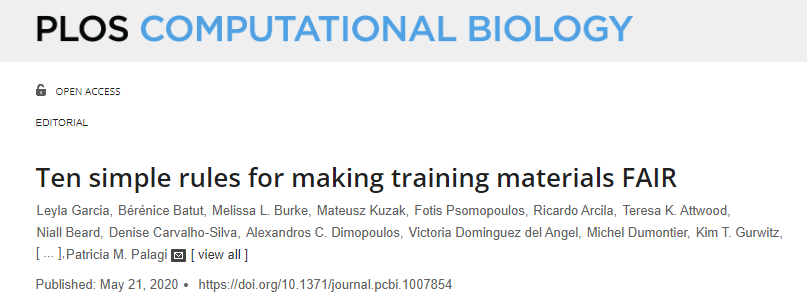 PLOS COMPUTATIONAL BIOLOGY
OPEN ACCESS
EDITORIAL
Ten simple rules for making training materials FAIR
Leyla Garcia, Bérénice Batut, Melissa L. Burke, Mateusz Kuzak, Fotis Psomopoulos, Ricardo Arcila, Teresa K. Attwood,
Niall Beard, Denise Carvalho-Silva, Alexandros C. Dimopoulos, Victoria Dominguez del Angel, Michel Dumontier, Kim T. Gurwitz,
[ ... ], Patricia M. Palagi [ view all ]
Published: May 21, 2020 • https://doi.org/10.1371/journal.pcbi.1007854